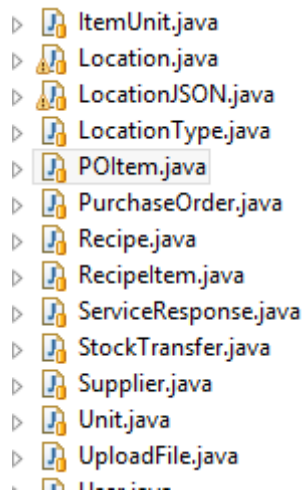 ItemUnit.java
Location.java
LocationJSON.java
LocationType.java
POItem.java
PurchaseOrder.java
Recipe.java
RecipeItem.java
ServiceResponse.java
StockTransfer.java
Supplier.java
Unit.java
UploadFile.java